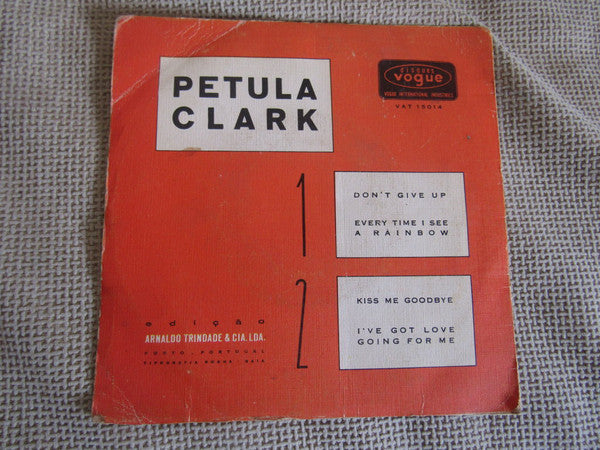 PETULA
CLARK
DISQUES
vogue
VOGUE INTERNATIONAL INDUSTRIES
VAT 15014
1
DON'T GIVE UP
EVERY TIME I SEE
A RAINBOW
2
KISS ME GOODBYE
I'VE GOT LOVE
GOING FOR ME
edição
ARNALDO TRINDADE & CIA. LDA.
PORTO . PORTUGAL
TIPOGRAFIA